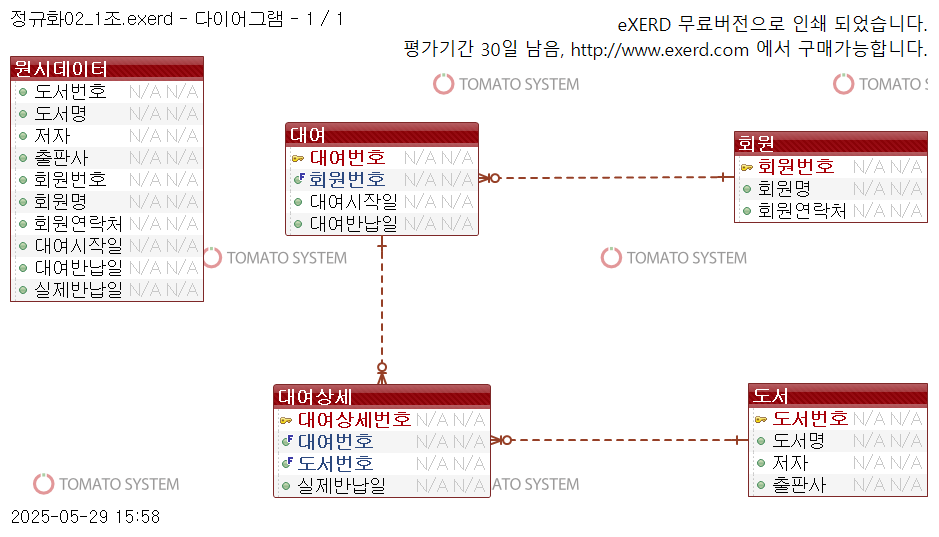 정규화02_1조.exerd - 다이어그램 - 1 / 1
eXERD 무료버전으로 인쇄 되었습니다.
평가기간 30일 남음, http://www.exerd.com 에서 구매가능합니다.
TOMATO SYSTEM
TOMATO S
원시데이터
도서번호 N/A N/A
도서명 N/A N/A
저자 N/A N/A
출판사 N/A N/A
회원번호 N/A N/A
회원명 N/A N/A
회원연락처 N/A N/A
대여시작일 N/A N/A
대여반납일 N/A N/A
실제반납일 N/A N/A
대여
대여번호 N/A N/A
회원번호 N/A N/A
대여시작일 N/A N/A
대여반납일 N/A N/A
회원
회원번호 N/A N/A
회원명 N/A N/A
회원연락처 N/A N/A
TOMATO SYSTEM
TOMATO SYSTEM
대여상세
대여상세번호 N/A N/A
대여번호 N/A N/A
도서번호 N/A N/A
실제반납일 N/A N/A
도서
도서번호 N/A N/A
도서명 N/A N/A
저자 N/A N/A
출판사 N/A N/A
TOMATO SYSTEM
ATO SYSTEM
2025-05-29 15:58